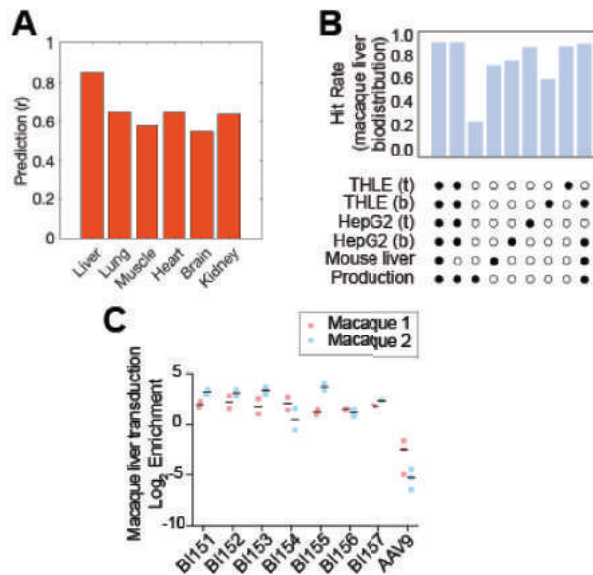 A
Prediction (r)
1
0.8
0.6
0.4
0.2
0
Liver
Lung
Muscle
Heart
Brain
Kidney
B
Hit Rate
(macaque liver
biodistribution)
1.0
0.8
0.6
0.4
0.2
0.0
THLE (t)
THLE (b)
HepG2 (t)
HepG2 (b)
Mouse liver
Production
C
Macaque 1
Macaque 2
Macaque liver transduction
Log2 Enrichment
5
0
-5
-10
BI151
BI152
BI153
BI154
BI155
BI156
BI157
AAV9